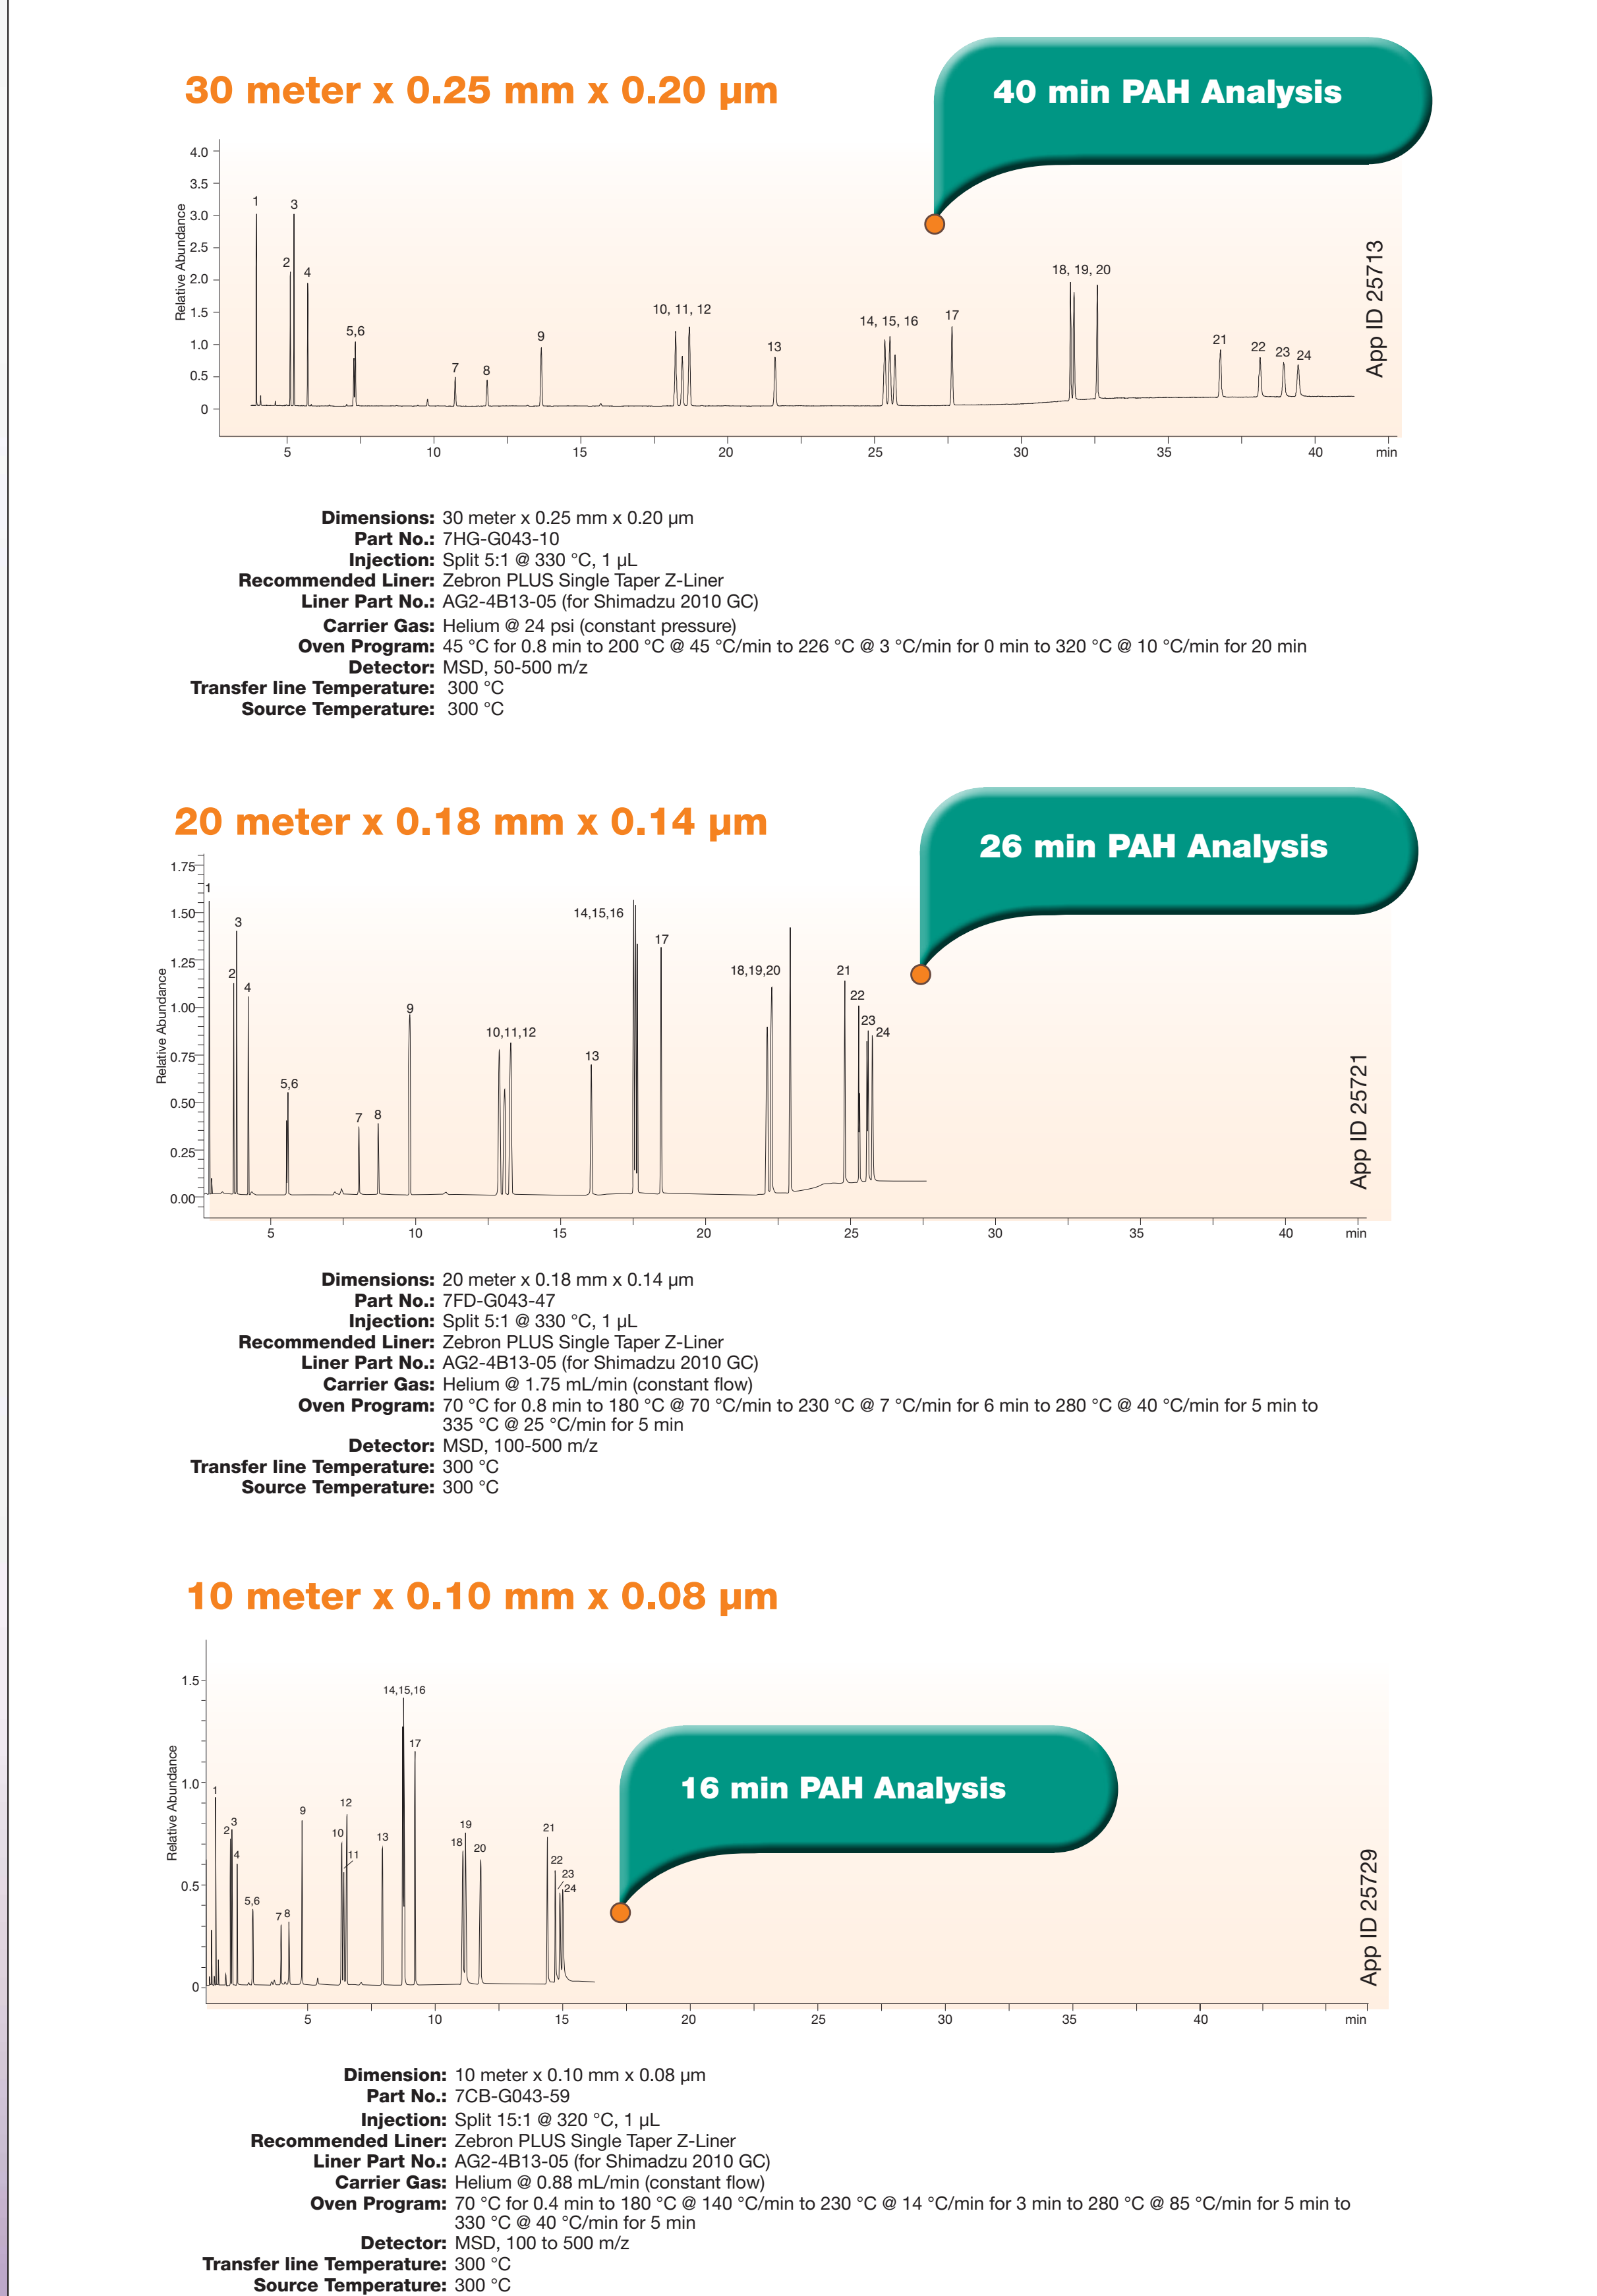 30 meter x 0.25 mm x 0.20 µm
40 min PAH Analysis
Relative Abundance
4.0
3.5
3.0
2.5
2.0
1.5
1.0
0.5
0
1
2
3
4
5,6
7
8
9
10, 11, 12
13
14, 15, 16
17
18, 19, 20
21
22
23
24
5
10
15
20
25
30
35
40
min
App ID 25713
Dimensions: 30 meter x 0.25 mm x 0.20 µm
Part No.: 7HG-G043-10
Injection: Split 5:1 @ 330 °C, 1 µL
Recommended Liner: Zebron PLUS Single Taper Z-Liner
Liner Part No.: AG2-4B13-05 (for Shimadzu 2010 GC)
Carrier Gas: Helium @ 24 psi (constant pressure)
Oven Program: 45 °C for 0.8 min to 200 °C @ 45 °C/min to 226 °C @ 3 °C/min for 0 min to 320 °C @ 10 °C/min for 20 min
Detector: MSD, 50-500 m/z
Transfer line Temperature: 300 °C
Source Temperature: 300 °C
20 meter x 0.18 mm x 0.14 µm
26 min PAH Analysis
Relative Abundance
1.75
1.50
1.25
1.00
0.75
0.50
0.25
0.00
1
2
3
4
5,6
7
8
9
10,11,12
13
14,15,16
17
18,19,20
21
22
23
24
5
10
15
20
25
30
35
40
min
App ID 25721
Dimensions: 20 meter x 0.18 mm x 0.14 µm
Part No.: 7FD-G043-47
Injection: Split 5:1 @ 330 °C, 1 µL
Recommended Liner: Zebron PLUS Single Taper Z-Liner
Liner Part No.: AG2-4B13-05 (for Shimadzu 2010 GC)
Carrier Gas: Helium @ 1.75 mL/min (constant flow)
Oven Program: 70 °C for 0.8 min to 180 °C @ 70 °C/min to 230 °C @ 7 °C/min for 6 min to 280 °C @ 40 °C/min for 5 min to
335 °C @ 25 °C/min for 5 min
Detector: MSD, 100-500 m/z
Transfer line Temperature: 300 °C
Source Temperature: 300 °C
10 meter x 0.10 mm x 0.08 µm
16 min PAH Analysis
Relative Abundance
1.5
1.0
0.5
0
1
2
3
4
5,6
7
8
9
10
11
12
13
14,15,16
17
18
19
20
21
22
23
24
5
10
15
20
25
30
35
40
min
App ID 25729
Dimension: 10 meter x 0.10 mm x 0.08 µm
Part No.: 7CB-G043-59
Injection: Split 15:1 @ 320 °C, 1 µL
Recommended Liner: Zebron PLUS Single Taper Z-Liner
Liner Part No.: AG2-4B13-05 (for Shimadzu 2010 GC)
Carrier Gas: Helium @ 0.88 mL/min (constant flow)
Oven Program: 70 °C for 0.4 min to 180 °C @ 140 °C/min to 230 °C @ 14 °C/min for 3 min to 280 °C @ 85 °C/min for 5 min to
330 °C @ 40 °C/min for 5 min
Detector: MSD, 100 to 500 m/z
Transfer line Temperature: 300 °C
Source Temperature: 300 °C